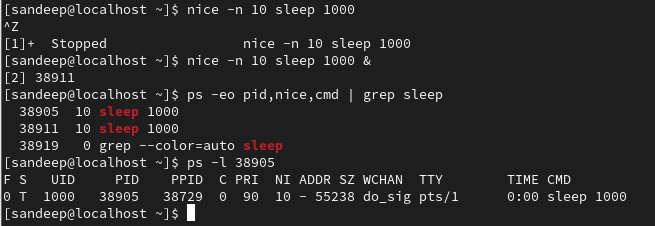 [sandeep@localhost ~]$ nice -n 10 sleep 1000
^Z
[1]+  Stopped                 nice -n 10 sleep 1000
[sandeep@localhost ~]$ nice -n 10 sleep 1000 &
[2] 38911
[sandeep@localhost ~]$ ps -eo pid,nice,cmd | grep sleep
  38905  10 sleep 1000
  38911  10 sleep 1000
  38919   0 grep --color=auto sleep
[sandeep@localhost ~]$ ps -l 38905
F S   UID     PID    PPID  C PRI  NI ADDR SZ WCHAN  TTY        TIME CMD
0 T  1000   38905   38729  0  90  10 - 55238 do_sig pts/1      0:00 sleep 1000
[sandeep@localhost ~]$